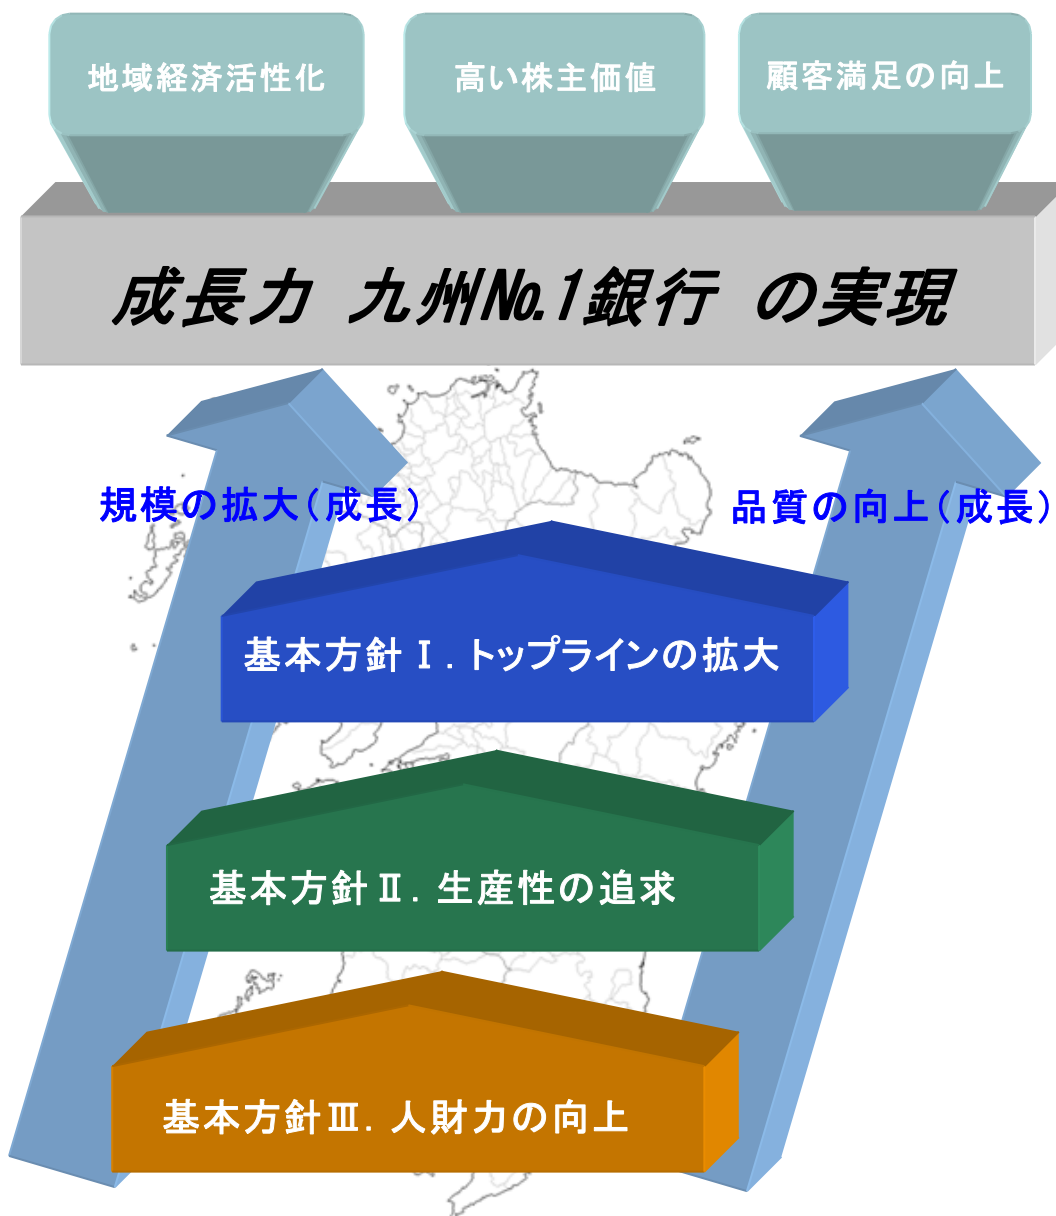 地域経済活性化
高い株主価値
顧客満足の向上
成長力 九州№1銀行 の実現
規模の拡大(成長)
品質の向上(成長)
基本方針Ⅰ.トップラインの拡大
基本方針Ⅱ.生産性の追求
基本方針Ⅲ.人財力の向上